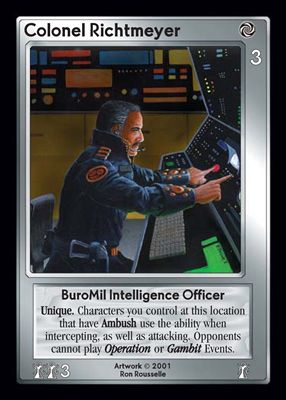 Colonel Richtmeyer
3
BuroMil Intelligence Officer
Unique. Characters you control at this location
that have Ambush use the ability when
intercepting, as well as attacking. Opponents
cannot play Operation or Gambit Events.
3
Artwork © 2001
Ron Rousselle